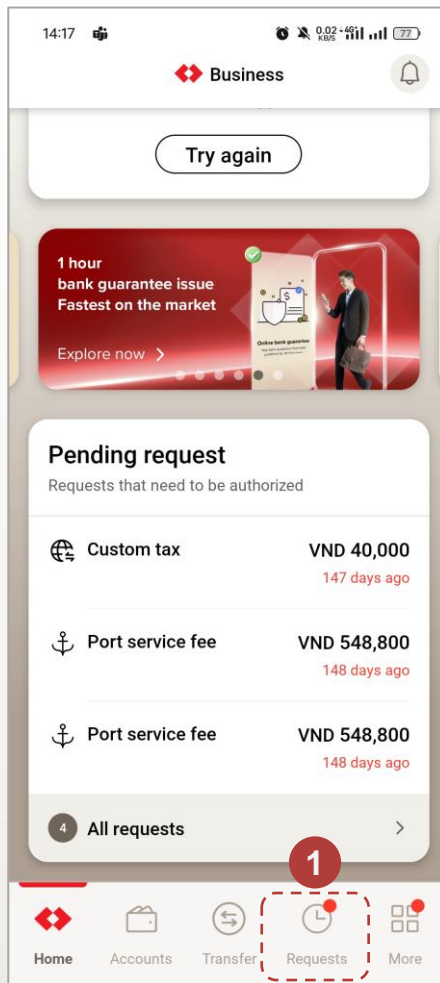 14:17
0.02 KB/S 4G 77
Business
Try again
1 hour
bank guarantee issue
Fastest on the market
Explore now
Online bank guarantee
Pending request
Requests that need to be authorized
Custom tax
VND 40,000
147 days ago
Port service fee
VND 548,800
148 days ago
Port service fee
VND 548,800
148 days ago
4 All requests
1
Home Accounts Transfer Requests More